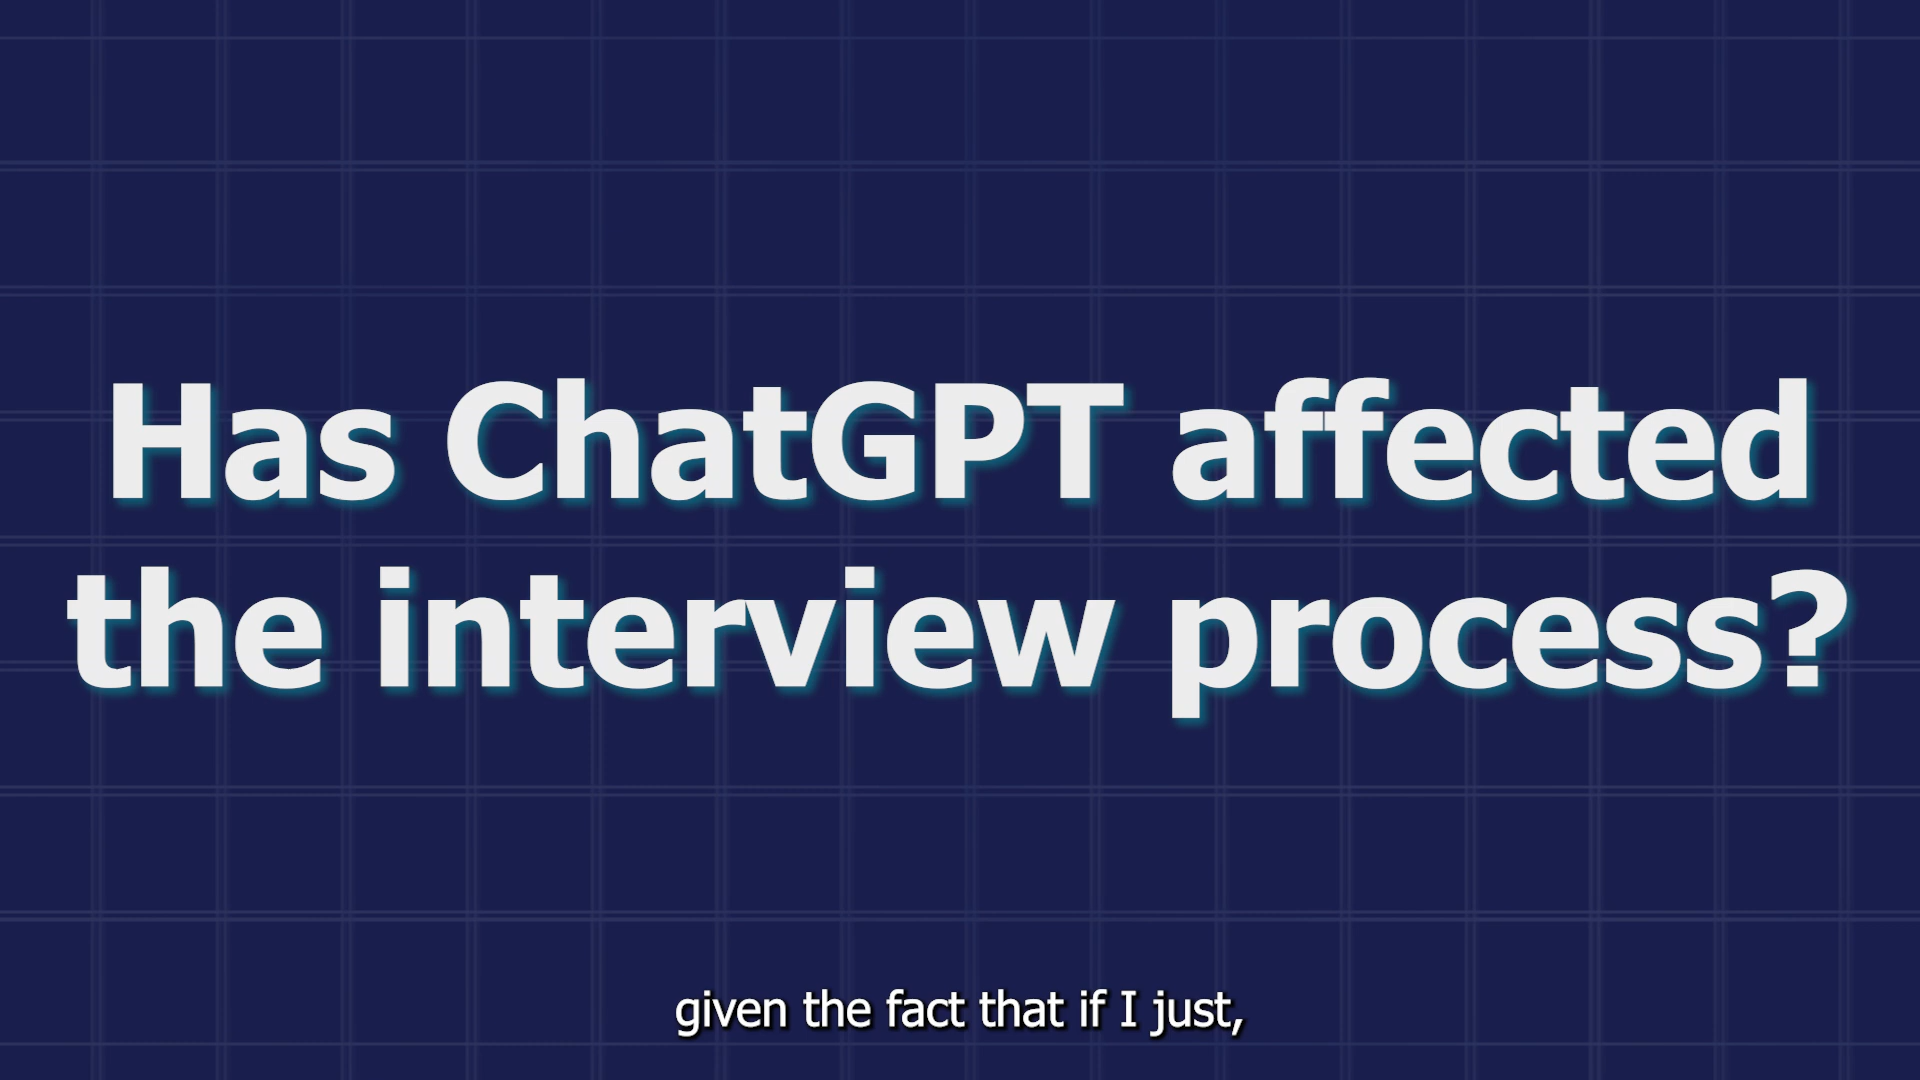 Has ChatGPT affected
the interview process?
given the fact that if I just,